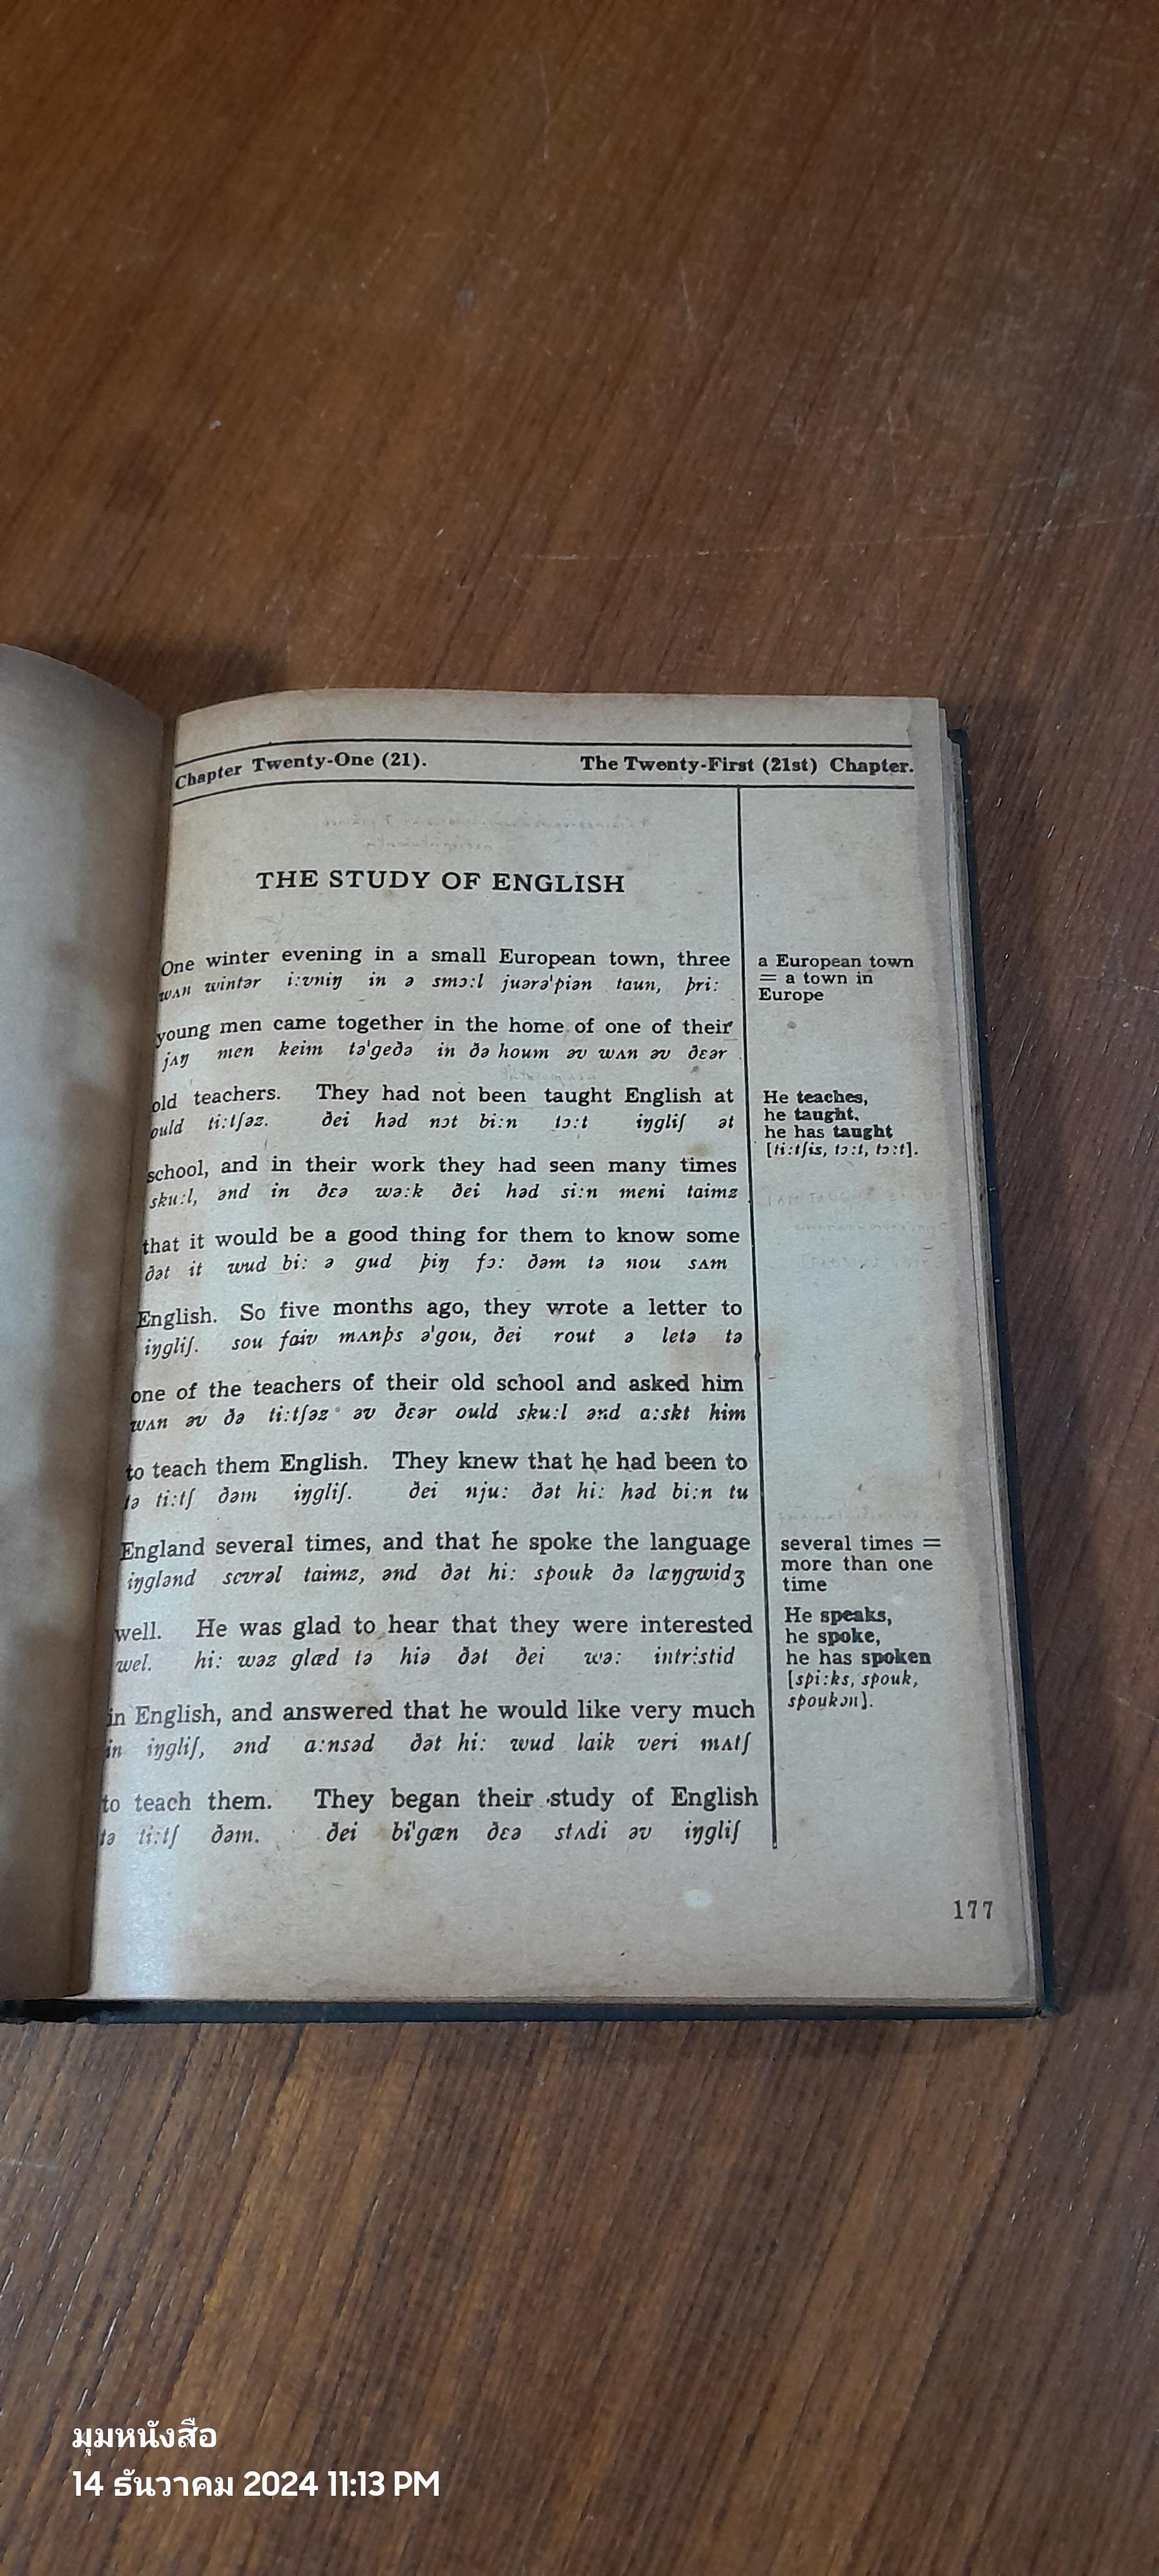 Chapter Twenty-One (21). The Twenty-First (21st) Chapter.
THE STUDY OF ENGLISH
One winter evening in a small European town, three
wʌn wintər i:vniŋ in ə smɔ:l juərə'piən taun, þri:
young men came together in the home of one of their
jʌŋ men keim tə'geðə in ðə houm əv wʌn əv ðɛər
old teachers. They had not been taught English at
ould ti:tʃəz. ðei həd nɔt bi:n tɔ:t iŋgliʃ ət
school, and in their work they had seen many times
sku:l, ənd in ðɛə wə:k ðei həd si:n meni taimz
that it would be a good thing for them to know some
ðət it wud bi: ə gud þiŋ fɔ: ðəm tə nou sʌm
English. So five months ago, they wrote a letter to
iŋgliʃ. sou faiv mʌnþs ə'gou, ðei rout ə letə tə
one of the teachers of their old school and asked him
wʌn əv ðə ti:tʃəz əv ðɛər ould sku:l ənd a:skt him
to teach them English. They knew that he had been to
tə ti:tʃ ðəm iŋgliʃ. ðei nju: ðət hi: həd bi:n tu
England several times, and that he spoke the language
iŋglənd sevrəl taimz, ənd ðət hi: spouk ðə læŋgwidʒ
well. He was glad to hear that they were interested
wel. hi: wəz glæd tə hiə ðət ðei wə: intristid
in English, and answered that he would like very much
in iŋgliʃ, ənd a:nsəd ðət hi: wud laik veri mʌtʃ
to teach them. They began their study of English
tə ti:tʃ ðəm. ðei bi'gæn ðɛə stʌdi əv iŋgliʃ
a European town
= a town in
Europe
He teaches,
he taught,
he has taught
[ti:tʃis, tɔ:t, tɔ:t].
several times =
more than one
time
He speaks,
he spoke,
he has spoken
[spi:ks, spouk,
spoukən].
177
มุมหนังสือ
14 ธันวาคม 2024 11:13 PM